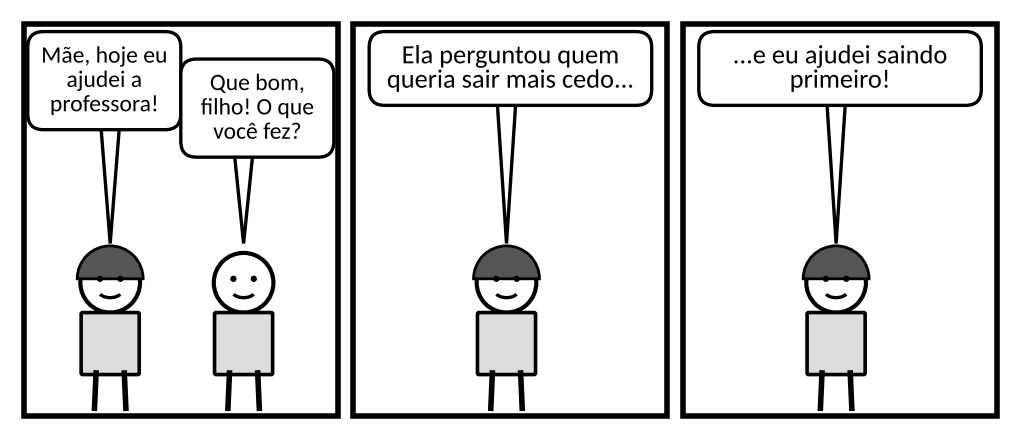 Mãe, hoje eu
ajudei a
professora!
Que bom,
filho! O que
você fez?
Ela perguntou quem
queria sair mais cedo...
...e eu ajudei saindo
primeiro!